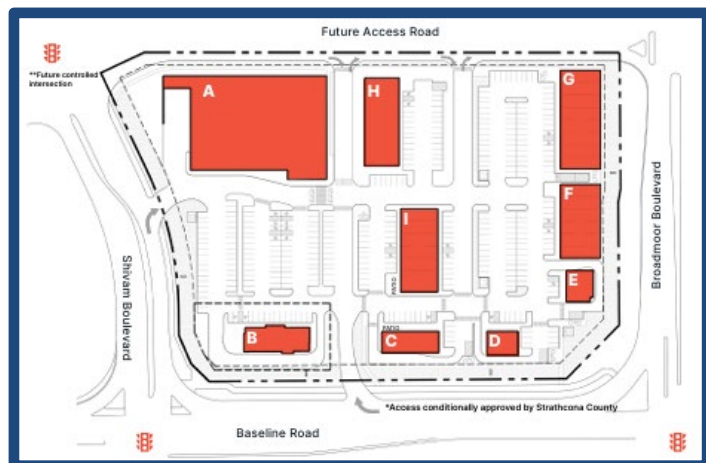 Future Access Road
**Future controlled
intersection
A
H
G
F
I
E
PATIO
Shivam Boulevard
Broadmoor Boulevard
B
PATIO
C
D
*Access conditionally approved by Strathcona County
Baseline Road